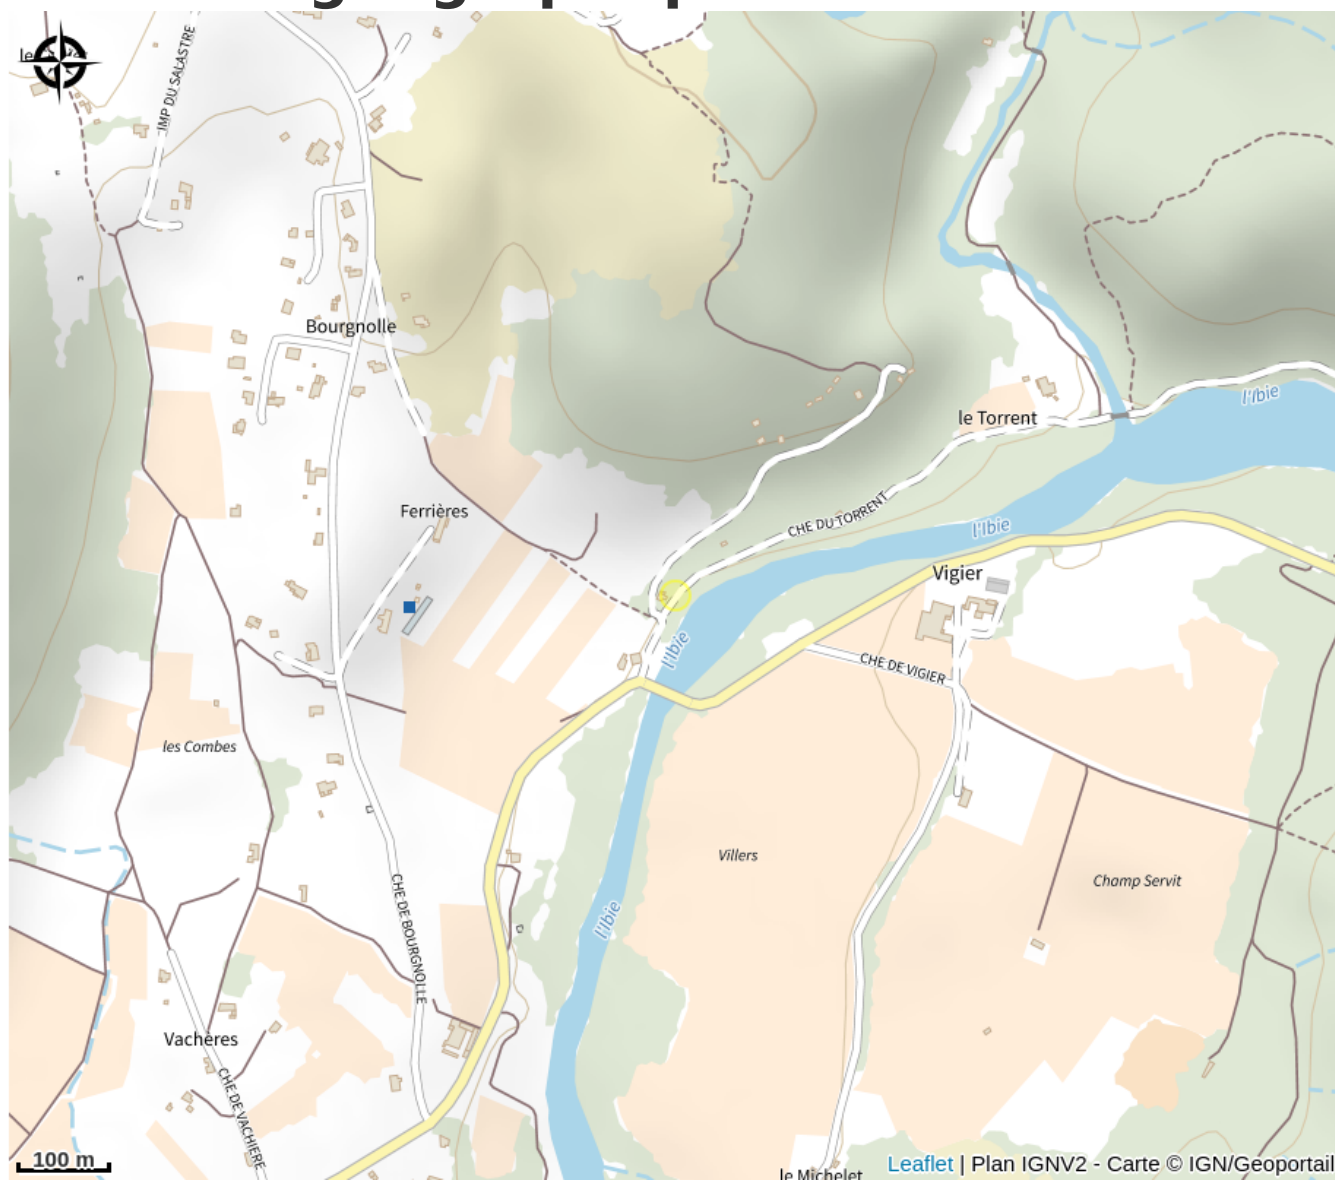 IMP DU SALASTRE
Bourgnolle
l'Ibie
le Torrent
Ferrières
CHE DU TORRENT
l'Ibie
Vigier
l'Ibie
CHE DE VIGIER
les Combes
Villers
Champ Servit
l'Ibie
CHE DE BOURGNOLLE
Vachères
CHE DE VACHIERE
100 m
le Michelet
Leaflet | Plan IGNV2 - Carte © IGN/Geoportail